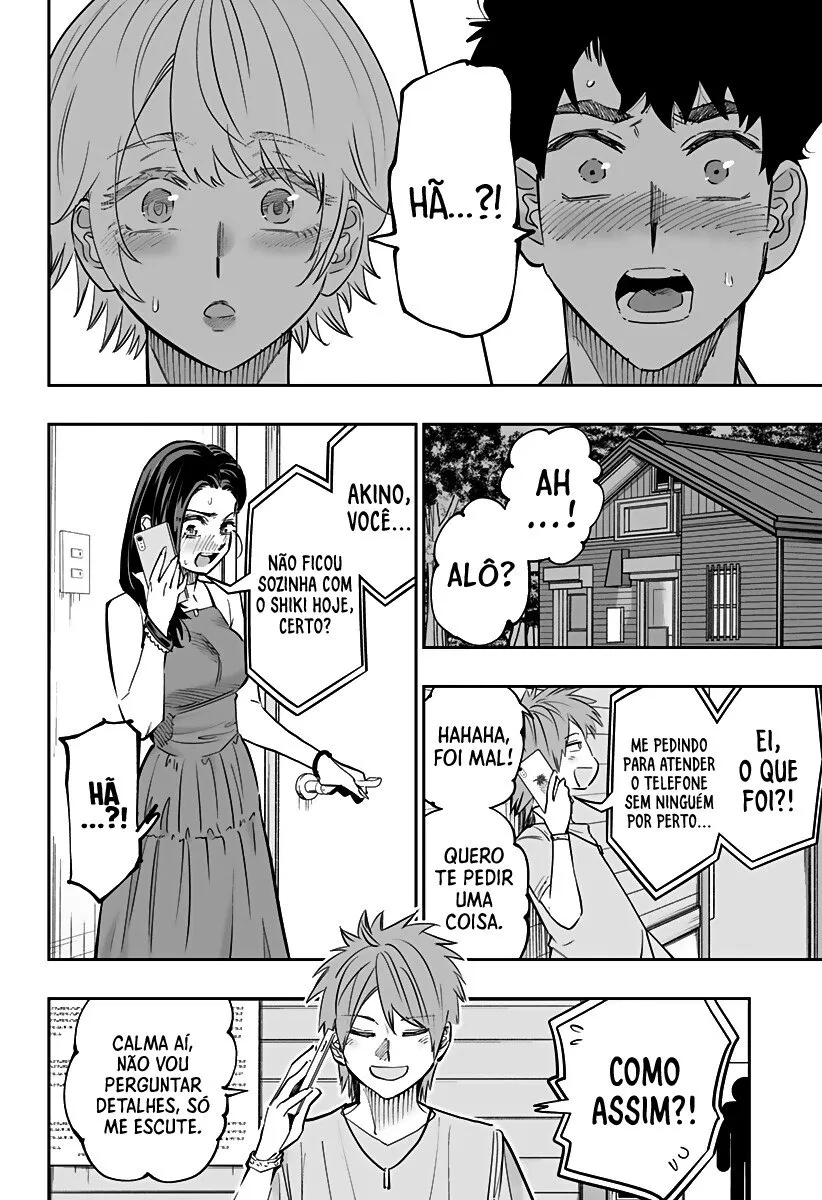 HÃ...?!
AH
...!
ALÔ?
EI,
O QUE
FOI?!
ME PEDINDO
PARA ATENDER
O TELEFONE
SEM NINGUÉM
POR PERTO...
HAHAHA,
FOI MAL!
QUERO
TE PEDIR
UMA
COISA.
AKINO,
VOCÊ...
NÃO FICOU
SOZINHA COM
O SHIKI HOJE,
CERTO?
HÃ
...?!
COMO
ASSIM?!
CALMA AÍ,
NÃO VOU
PERGUNTAR
DETALHES, SÓ
ME ESCUTE.